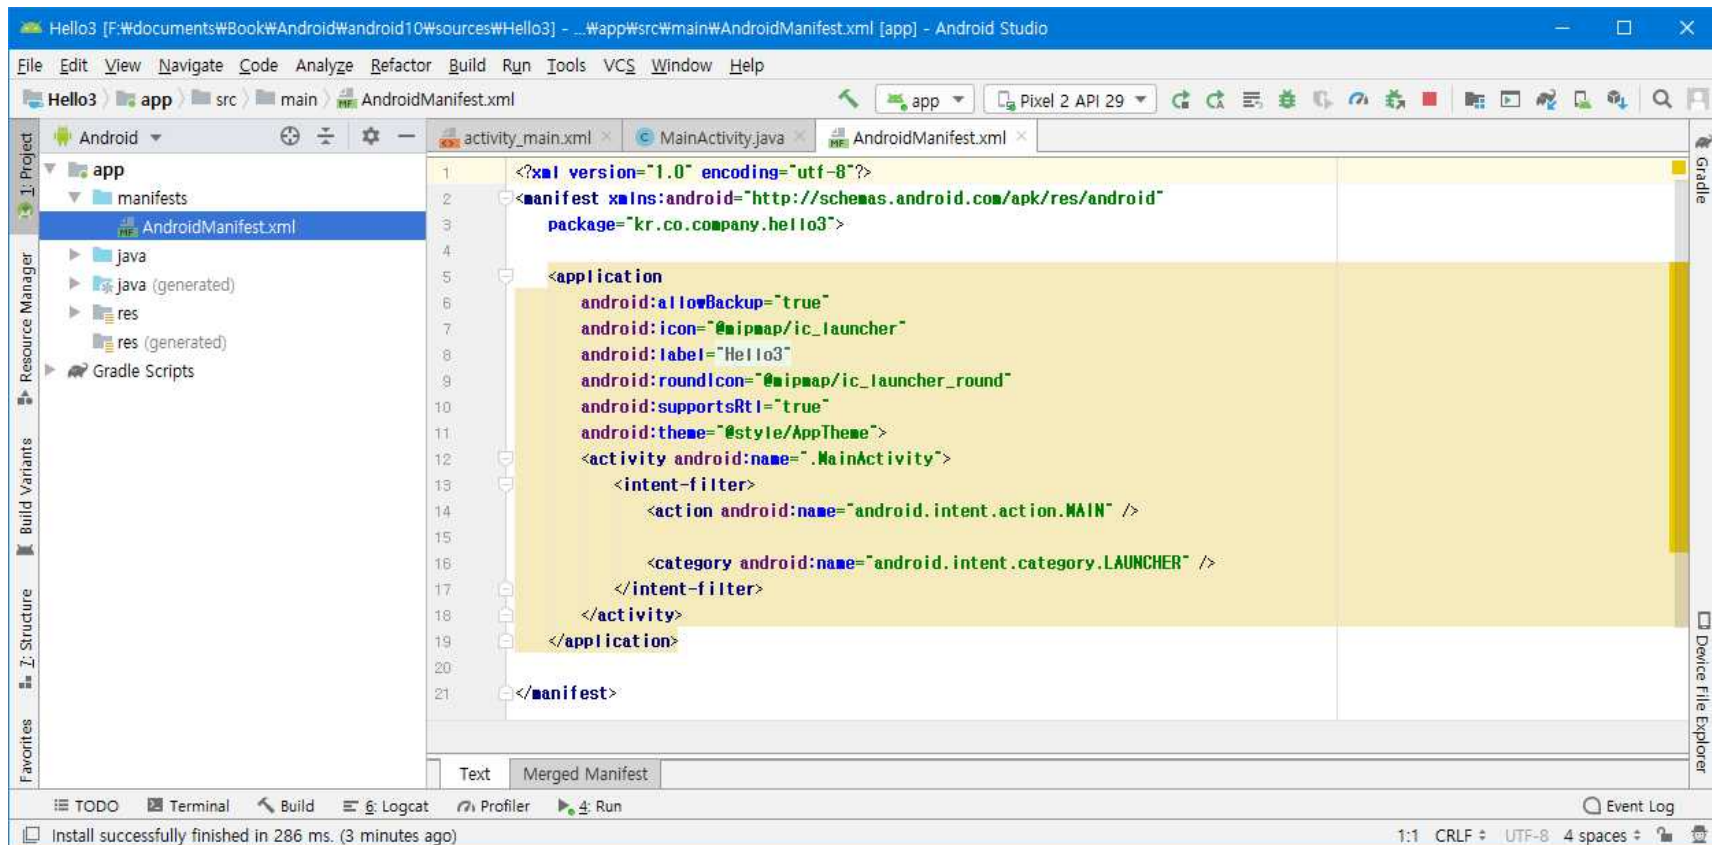 Hello3 [F:₩documents₩Book₩Android₩android10₩sources₩Hello3] - ...₩app₩src₩main₩AndroidManifest.xml [app] - Android Studio
File Edit View Navigate Code Analyze Refactor Build Run Tools VCS Window Help
Hello3 app src main AndroidManifest.xml app Pixel 2 API 29
1: Project
Resource Manager
Build Variants
7: Structure
Favorites
Android
app
manifests
AndroidManifest.xml
java
java (generated)
res
res (generated)
Gradle Scripts
activity_main.xml MainActivity.java AndroidManifest.xml
1 <?xml version="1.0" encoding="utf-8"?>
2 <manifest xmlns:android="http://schemas.android.com/apk/res/android"
3 package="kr.co.company.hello3">
4
5 <application
6 android:allowBackup="true"
7 android:icon="@mipmap/ic_launcher"
8 android:label="Hello3"
9 android:roundIcon="@mipmap/ic_launcher_round"
10 android:supportsRtl="true"
11 android:theme="@style/AppTheme">
12 <activity android:name=".MainActivity">
13 <intent-filter>
14 <action android:name="android.intent.action.MAIN" />
15
16 <category android:name="android.intent.category.LAUNCHER" />
17 </intent-filter>
18 </activity>
19 </application>
20
21 </manifest>
Text Merged Manifest
Gradle
Device File Explorer
TODO Terminal Build 6: Logcat Profiler 4: Run Event Log
Install successfully finished in 286 ms. (3 minutes ago) 1:1 CRLF UTF-8 4 spaces